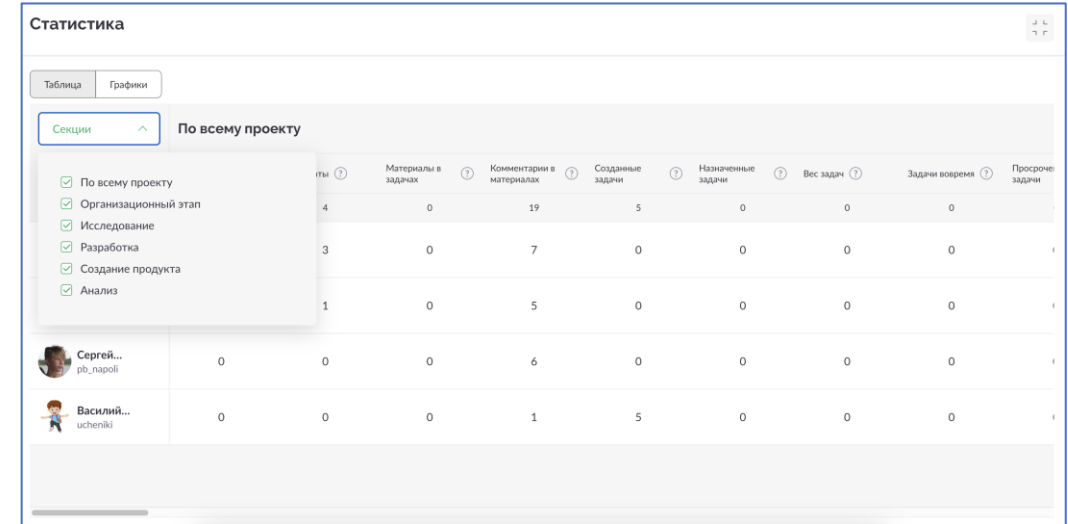 Статистика
Таблица Графики
Секции По всему проекту
Материалы в задачах Комментарии в материалах Созданные задачи Назначенные задачи Вес задач Задачи вовремя задачи
По всему проекту
Организационный этап
Исследование
Разработка
Создание продукта
Анализ
4 0 19 5 0 0 0
3 0 7 0 0 0 0
1 0 5 0 0 0 0
Сергей...
pb_napoli
0 0 0 6 0 0 0 0
Василий...
ucheniki
0 0 0 1 5 0 0 0